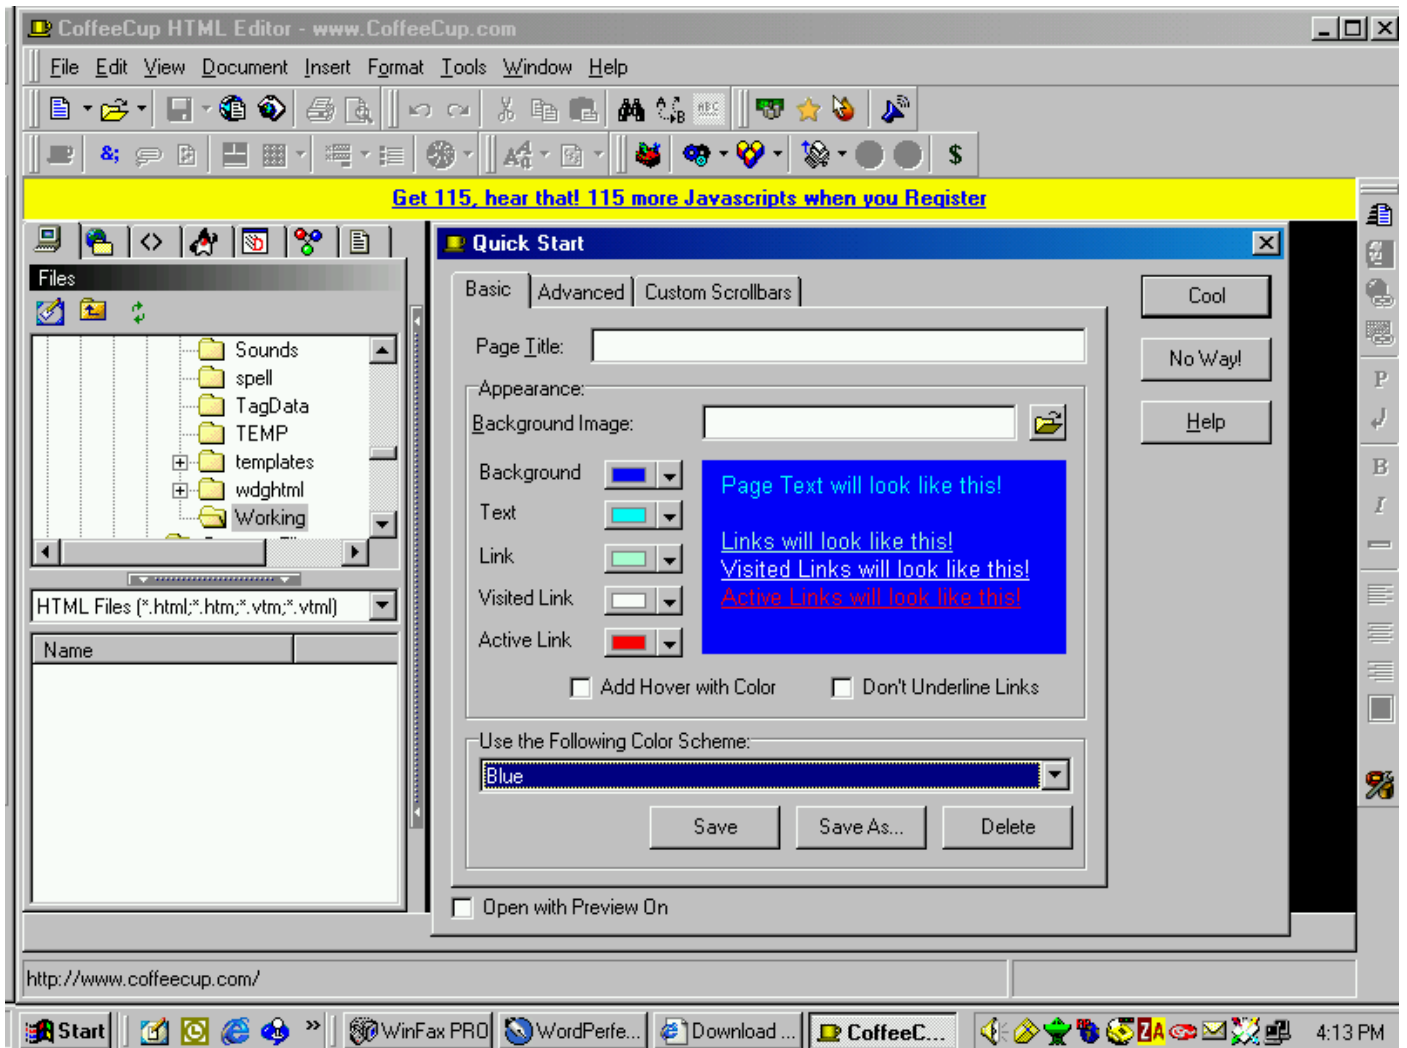 CoffeeCup HTML Editor - www.CoffeeCup.com
File Edit View Document Insert Format Tools Window Help
A
B
ABC
&;
$
Get 115, hear that! 115 more Javascripts when you Register
Files
Sounds
spell
TagData
TEMP
templates
wdghtml
Working
HTML Files (*.html;*.htm;*.vtm;*.vtml)
Name
Quick Start
Basic Advanced Custom Scrollbars
Page Title:
Appearance:
Background Image:
Background
Text
Link
Visited Link
Active Link
Page Text will look like this!
Links will look like this!
Visited Links will look like this!
Active Links will look like this!
Add Hover with Color Don't Underline Links
Use the Following Color Scheme:
Blue
Save Save As... Delete
Open with Preview On
Cool
No Way!
Help
P
B
I
http://www.coffeecup.com/
Start WinFax PRO WordPerfe... Download ... CoffeeC... ZA 4:13 PM